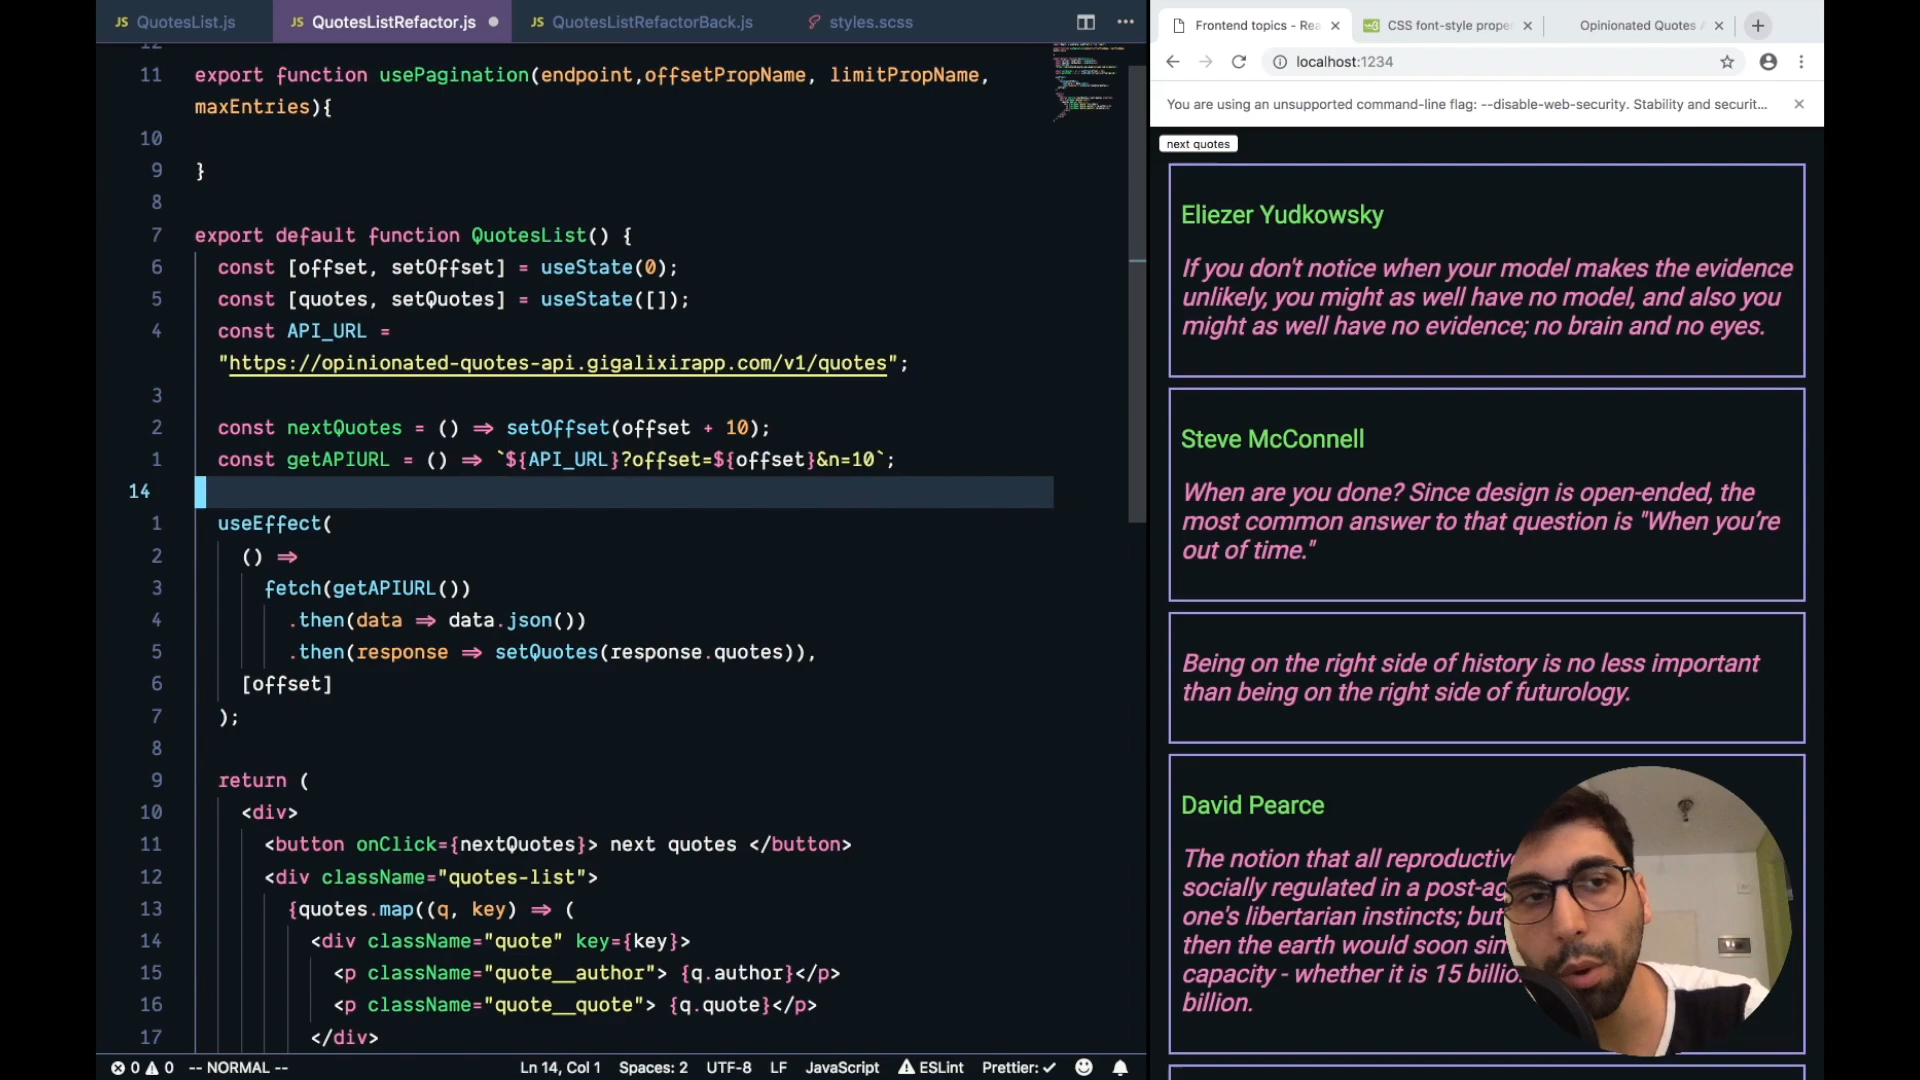 JS QuotesList.js
JS QuotesListRefactor.js
JS QuotesListRefactorBack.js
styles.scss
12
11 export function usePagination(endpoint,offsetPropName, limitPropName,
maxEntries){
10
9 }
8
7 export default function QuotesList() {
6 const [offset, setOffset] = useState(0);
5 const [quotes, setQuotes] = useState([]);
4 const API_URL =
"https://opinionated-quotes-api.gigalixirapp.com/v1/quotes";
3
2 const nextQuotes = () => setOffset(offset + 10);
1 const getAPIURL = () => `${API_URL}?offset=${offset}&n=10`;
14
1 useEffect(
2 () =>
3 fetch(getAPIURL())
4 .then(data => data.json())
5 .then(response => setQuotes(response.quotes)),
6 [offset]
7 );
8
9 return (
10 <div>
11 <button onClick={nextQuotes}> next quotes </button>
12 <div className="quotes-list">
13 {quotes.map((q, key) => (
14 <div className="quote" key={key}>
15 <p className="quote__author"> {q.author}</p>
16 <p className="quote__quote"> {q.quote}</p>
17 </div>
0 0 -- NORMAL -- Ln 14, Col 1 Spaces: 2 UTF-8 LF JavaScript ESLint Prettier: ✓
Frontend topics - Rea
CSS font-style prope
Opinionated Quotes
localhost:1234
You are using an unsupported command-line flag: --disable-web-security. Stability and securit...
next quotes
Eliezer Yudkowsky
If you don't notice when your model makes the evidence
unlikely, you might as well have no model, and also you
might as well have no evidence; no brain and no eyes.
Steve McConnell
When are you done? Since design is open-ended, the
most common answer to that question is "When you're
out of time."
Being on the right side of history is no less important
than being on the right side of futurology.
David Pearce
The notion that all reproductive
socially regulated in a post-ag
one's libertarian instincts; but
then the earth would soon sim
capacity - whether it is 15 billio
billion.